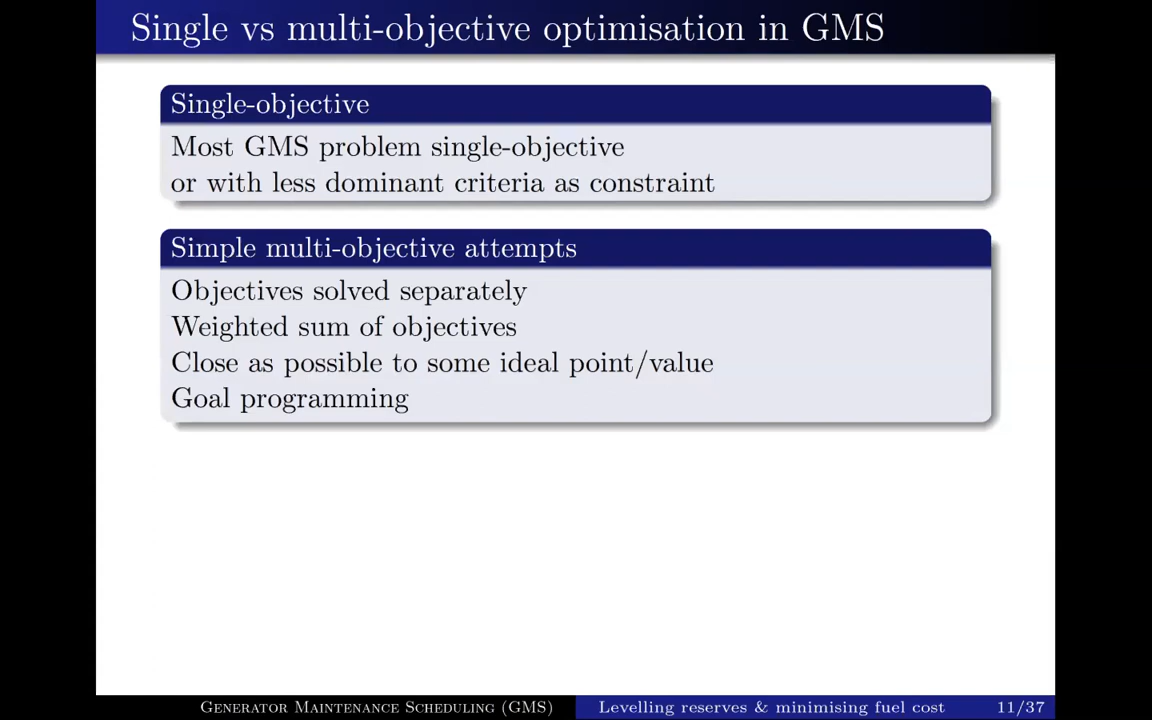 Single vs multi-objective optimisation in GMS
Single-objective
Most GMS problem single-objective
or with less dominant criteria as constraint
Simple multi-objective attempts
Objectives solved separately
Weighted sum of objectives
Close as possible to some ideal point/value
Goal programming
Generator Maintenance Scheduling (GMS) Levelling reserves & minimising fuel cost 11/37